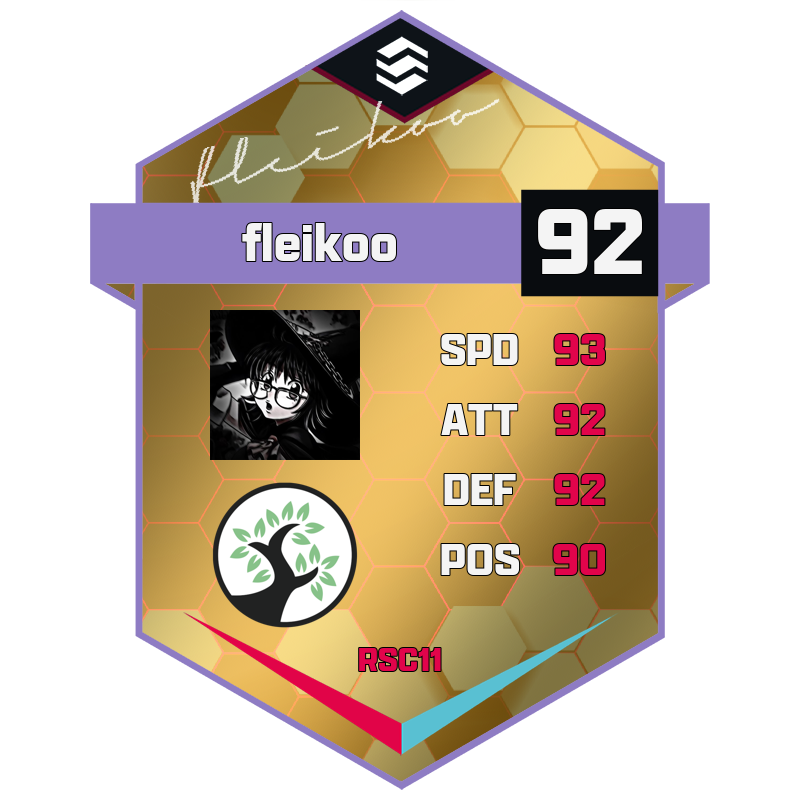 fleikoo
fleikoo 92
SPD 93
ATT 92
DEF 92
POS 90
RSC11